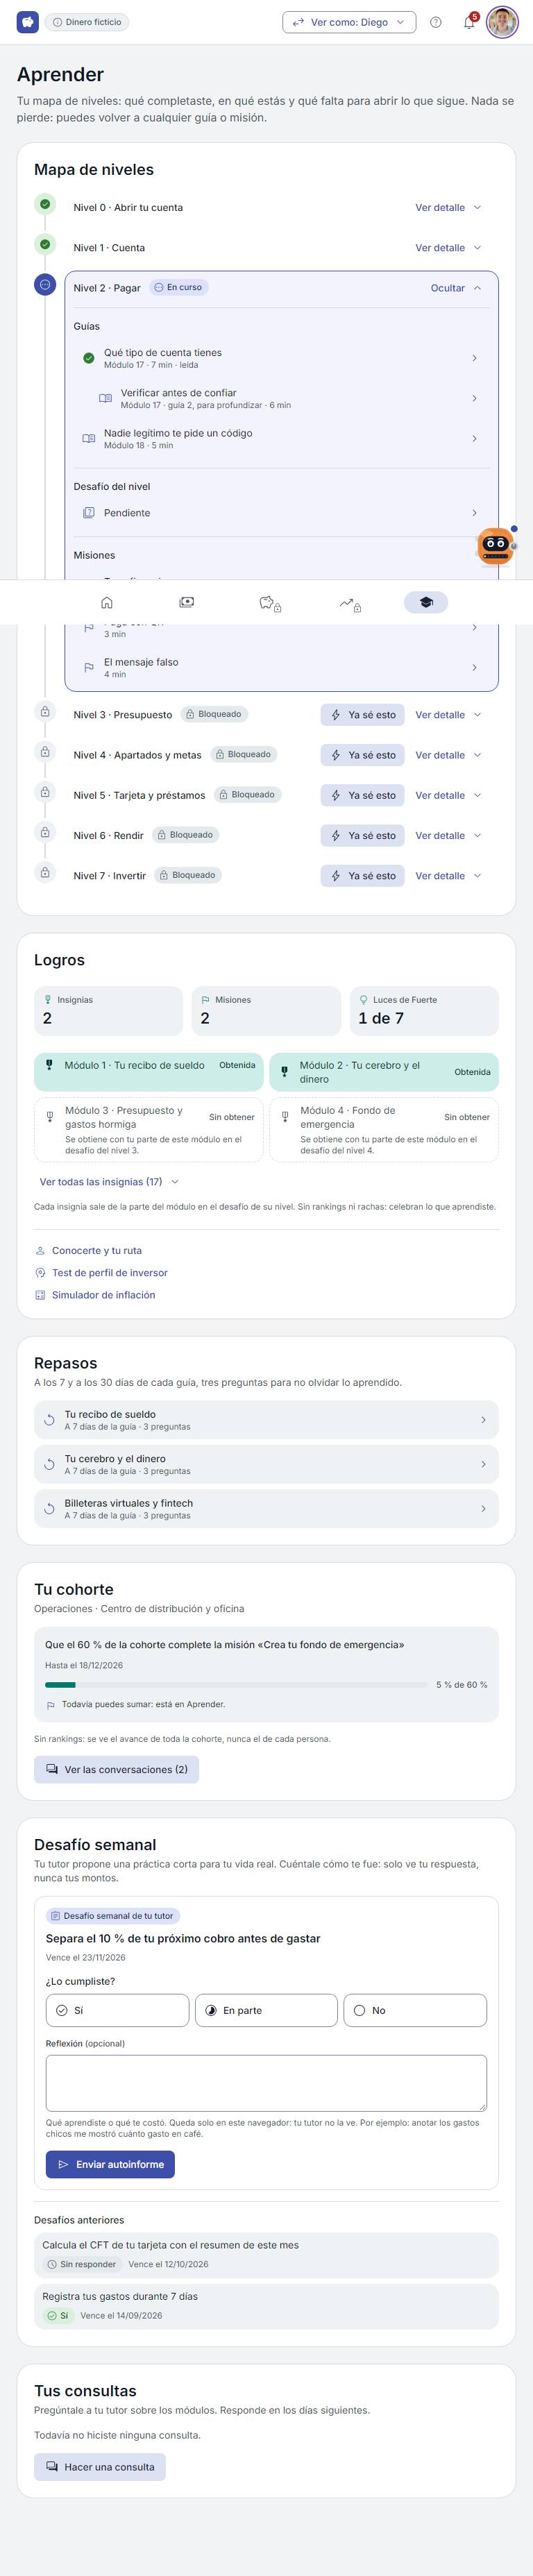 Dinero ficticio
Ver como: Diego
5
Aprender
Tu mapa de niveles: qué completaste, en qué estás y qué falta para abrir lo que sigue. Nada se
pierde: puedes volver a cualquier guía o misión.
Mapa de niveles
Nivel 0 · Abrir tu cuenta
Ver detalle
Nivel 1 · Cuenta
Ver detalle
Nivel 2 · Pagar
En curso
Ocultar
Guías
Qué tipo de cuenta tienes
Módulo 17 · 7 min · leída
Verificar antes de confiar
Módulo 17 · guía 2, para profundizar · 6 min
Nadie legítimo te pide un código
Módulo 18 · 5 min
Desafío del nivel
Pendiente
Misiones
3 min
El mensaje falso
4 min
Nivel 3 · Presupuesto
Bloqueado
Ya sé esto
Ver detalle
Nivel 4 · Apartados y metas
Bloqueado
Ya sé esto
Ver detalle
Nivel 5 · Tarjeta y préstamos
Bloqueado
Ya sé esto
Ver detalle
Nivel 6 · Rendir
Bloqueado
Ya sé esto
Ver detalle
Nivel 7 · Invertir
Bloqueado
Ya sé esto
Ver detalle
Logros
Insignias
2
Misiones
2
Luces de Fuerte
1 de 7
Módulo 1 · Tu recibo de sueldo
Obtenida
Módulo 2 · Tu cerebro y el
dinero
Obtenida
Módulo 3 · Presupuesto y
gastos hormiga
Sin obtener
Se obtiene con tu parte de este módulo en el
desafío del nivel 3.
Módulo 4 · Fondo de
emergencia
Sin obtener
Se obtiene con tu parte de este módulo en el
desafío del nivel 4.
Ver todas las insignias (17)
Cada insignia sale de la parte del módulo en el desafío de su nivel. Sin rankings ni rachas: celebran lo que aprendiste.
Conocerte y tu ruta
Test de perfil de inversor
Simulador de inflación
Repasos
A los 7 y a los 30 días de cada guía, tres preguntas para no olvidar lo aprendido.
Tu recibo de sueldo
A 7 días de la guía · 3 preguntas
Tu cerebro y el dinero
A 7 días de la guía · 3 preguntas
Billeteras virtuales y fintech
A 7 días de la guía · 3 preguntas
Tu cohorte
Operaciones · Centro de distribución y oficina
Que el 60 % de la cohorte complete la misión «Crea tu fondo de emergencia»
Hasta el 18/12/2026
5 % de 60 %
Todavía puedes sumar: está en Aprender.
Sin rankings: se ve el avance de toda la cohorte, nunca el de cada persona.
Ver las conversaciones (2)
Desafío semanal
Tu tutor propone una práctica corta para tu vida real. Cuéntale cómo te fue: solo ve tu respuesta,
nunca tus montos.
Desafío semanal de tu tutor
Separa el 10 % de tu próximo cobro antes de gastar
Vence el 23/11/2026
¿Lo cumpliste?
Sí
En parte
No
Reflexión (opcional)
Qué aprendiste o qué te costó. Queda solo en este navegador: tu tutor no la ve. Por ejemplo: anotar los gastos
chicos me mostró cuánto gasto en café.
Enviar autoinforme
Desafíos anteriores
Calcula el CFT de tu tarjeta con el resumen de este mes
Sin responder
Vence el 12/10/2026
Registra tus gastos durante 7 días
Sí
Vence el 14/09/2026
Tus consultas
Pregúntale a tu tutor sobre los módulos. Responde en los días siguientes.
Todavía no hiciste ninguna consulta.
Hacer una consulta